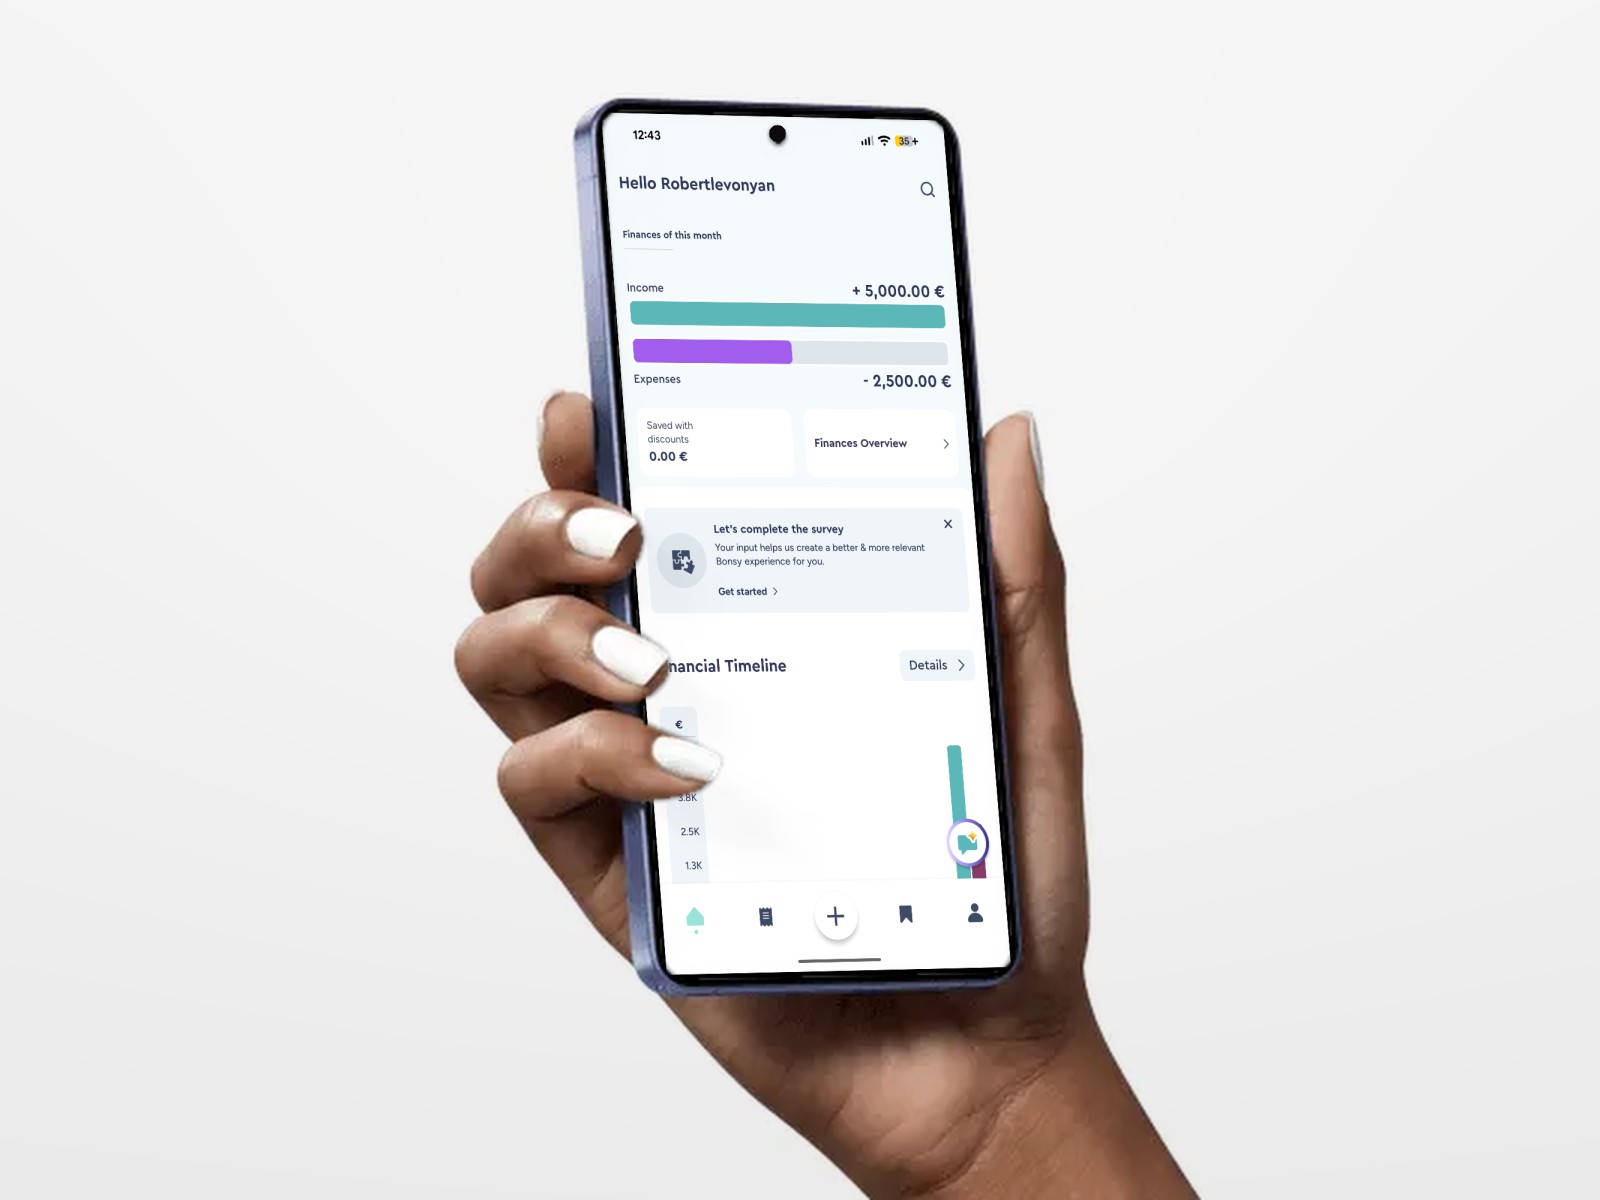 12:43
35
Hello Robertlevonyan
Finances of this month
Income
+ 5,000.00 €
Expenses
- 2,500.00 €
Saved with
discounts
0.00 €
Finances Overview
Let's complete the survey
Your input helps us create a better & more relevant
Bonsy experience for you.
Get started
nancial Timeline
Details
€
3.8K
2.5K
1.3K